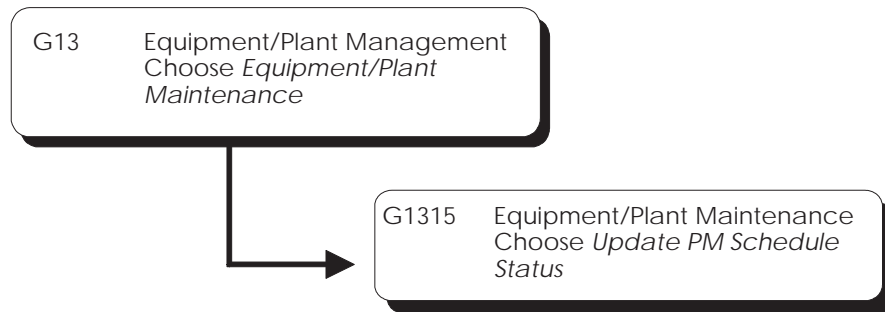 G13 Equipment/Plant Management
Choose Equipment/Plant
Maintenance
G1315 Equipment/Plant Maintenance
Choose Update PM Schedule
Status